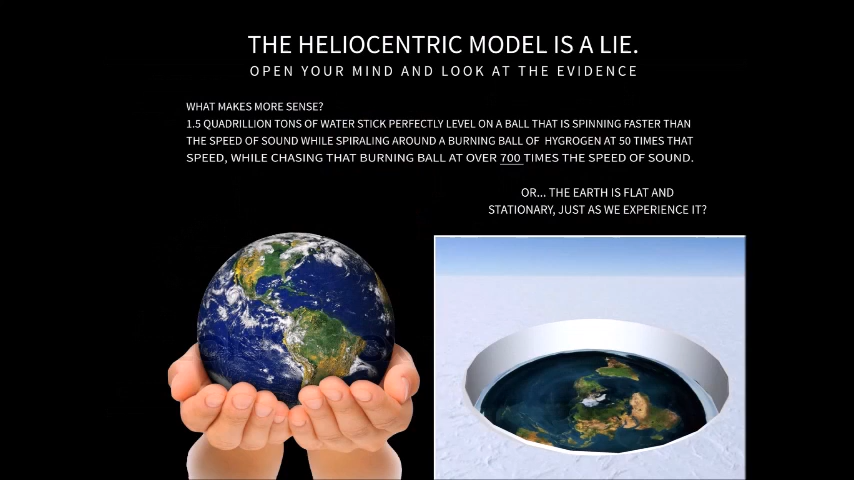 THE HELIOCENTRIC MODEL IS A LIE.
OPEN YOUR MIND AND LOOK AT THE EVIDENCE
WHAT MAKES MORE SENSE?
1.5 QUADRILLION TONS OF WATER STICK PERFECTLY LEVEL ON A BALL THAT IS SPINNING FASTER THAN
THE SPEED OF SOUND WHILE SPIRALING AROUND A BURNING BALL OF HYGROGEN AT 50 TIMES THAT
SPEED, WHILE CHASING THAT BURNING BALL AT OVER 700 TIMES THE SPEED OF SOUND.
OR... THE EARTH IS FLAT AND
STATIONARY, JUST AS WE EXPERIENCE IT?